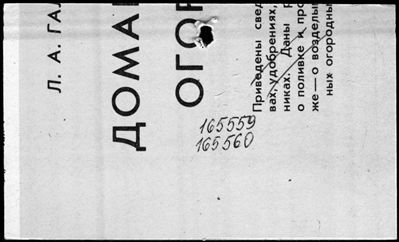 Л. А. ГА
ДОМА
ОГО
Приведены свед
вах, удобрениях,
никах. Даны р
о поливке и про
же — о возделы
ных огородны
165559
165560